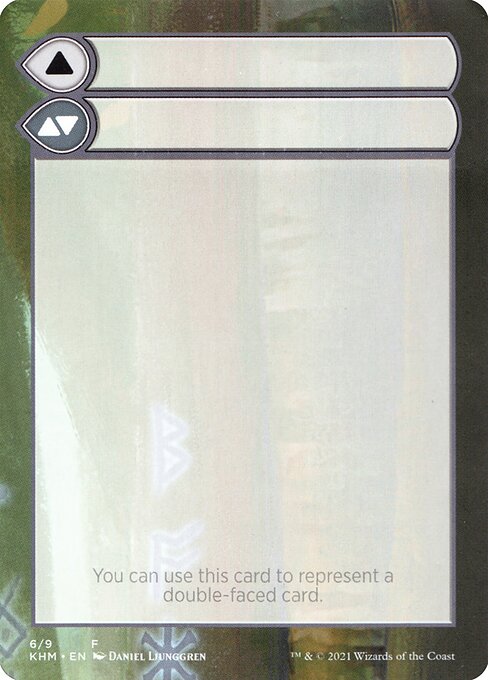 You can use this card to represent a
double-faced card.
6/9 F
KHM • EN Daniel Ljunggren ™ & © 2021 Wizards of the Coast